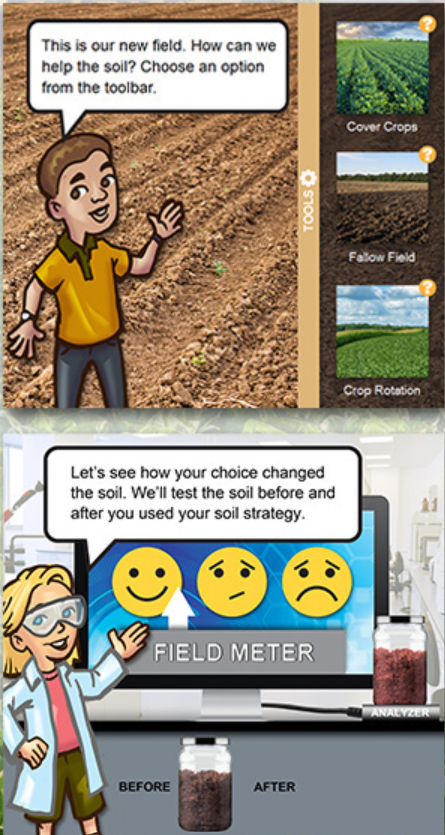 This is our new field. How can we
help the soil? Choose an option
from the toolbar.
?
Cover Crops
TOOLS
?
Fallow Field
?
Crop Rotation
Let's see how your choice changed
the soil. We'll test the soil before and
after you used your soil strategy.
FIELD METER
ANALYZER
BEFORE
AFTER